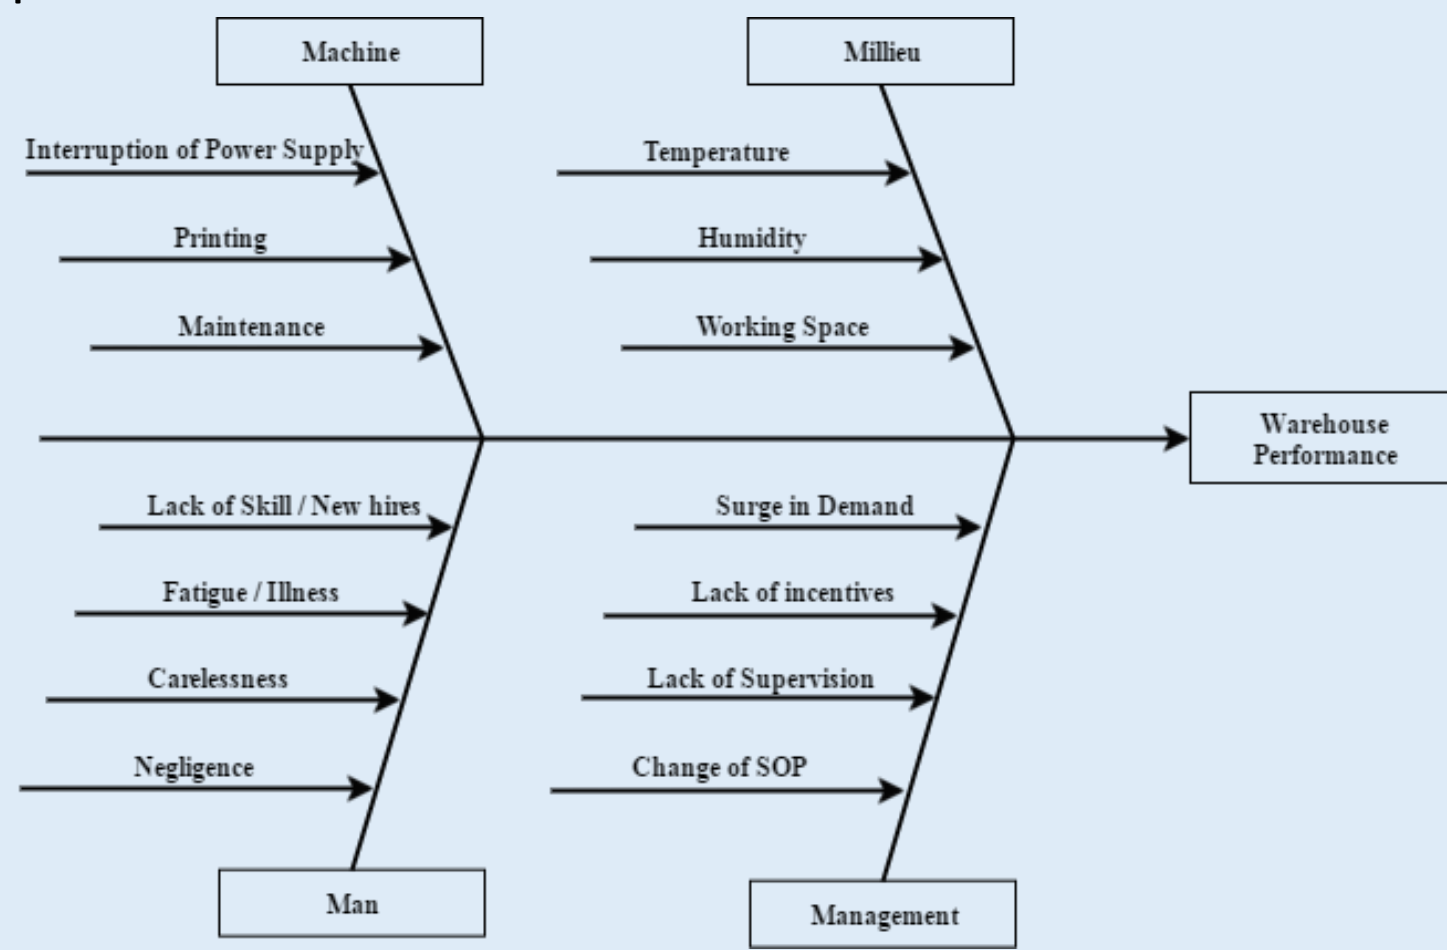 Machine
Millieu
Interruption of Power Supply
Temperature
Printing
Humidity
Maintenance
Working Space
Warehouse
Performance
Lack of Skill / New hires
Surge in Demand
Fatigue / Illness
Lack of incentives
Carelessness
Lack of Supervision
Negligence
Change of SOP
Man
Management